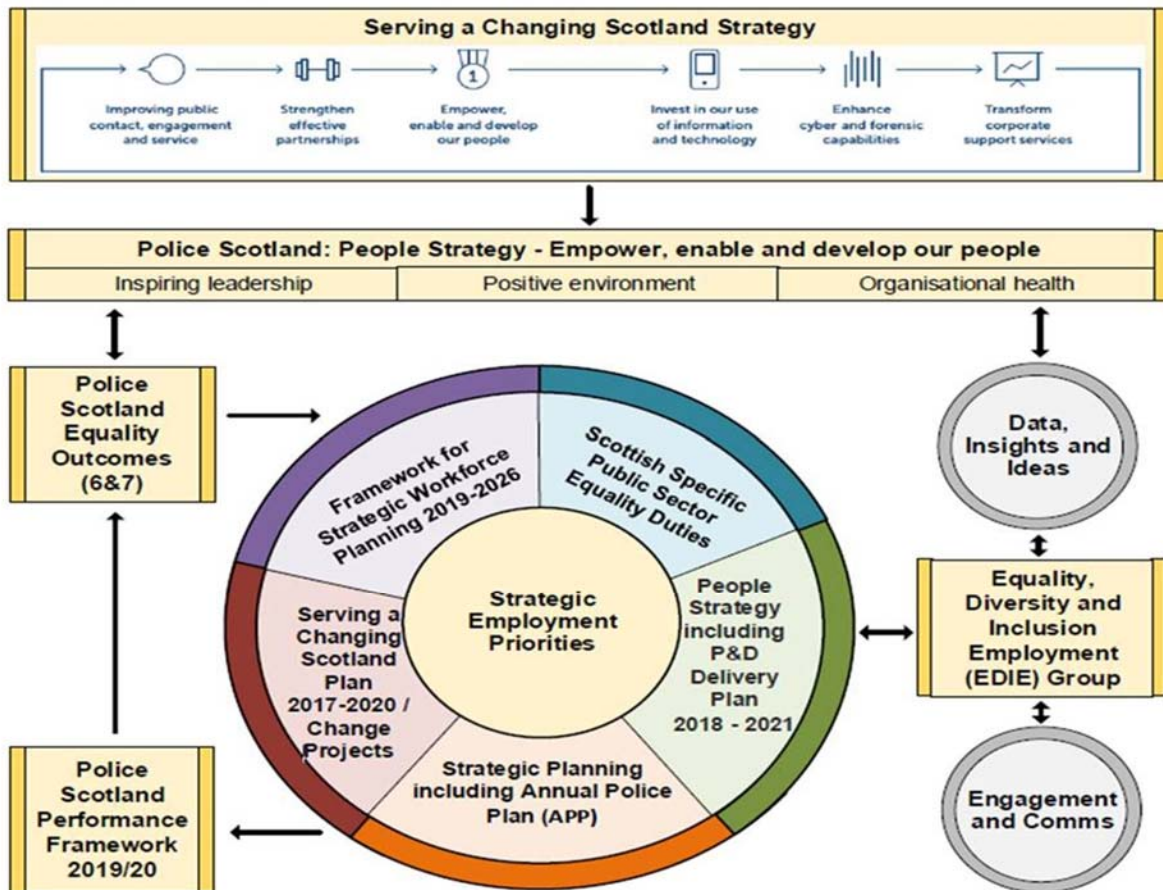 Serving a Changing Scotland Strategy
Improving public
contact, engagement
and service
Strengthen
effective
partnerships
Empower,
enable and develop
our people
1
Invest in our use
of information
and technology
Enhance
cyber and forensic
capabilities
Transform
corporate
support services
Police Scotland: People Strategy - Empower, enable and develop our people
Inspiring leadership
Positive environment
Organisational health
Police
Scotland
Equality
Outcomes
(6&7)
Framework for
Strategic Workforce
Planning 2019-2026
Scottish Specific
Public Sector
Equality Duties
Data,
Insights and
Ideas
Strategic
Employment
Priorities
Serving a
Changing
Scotland
Plan
2017-2020 /
Change
Projects
People
Strategy
including
P&D
Delivery
Plan
2018 - 2021
Equality,
Diversity and
Inclusion
Employment
(EDIE) Group
Strategic Planning
including Annual Police
Plan (APP)
Police
Scotland
Performance
Framework
2019/20
Engagement
and Comms